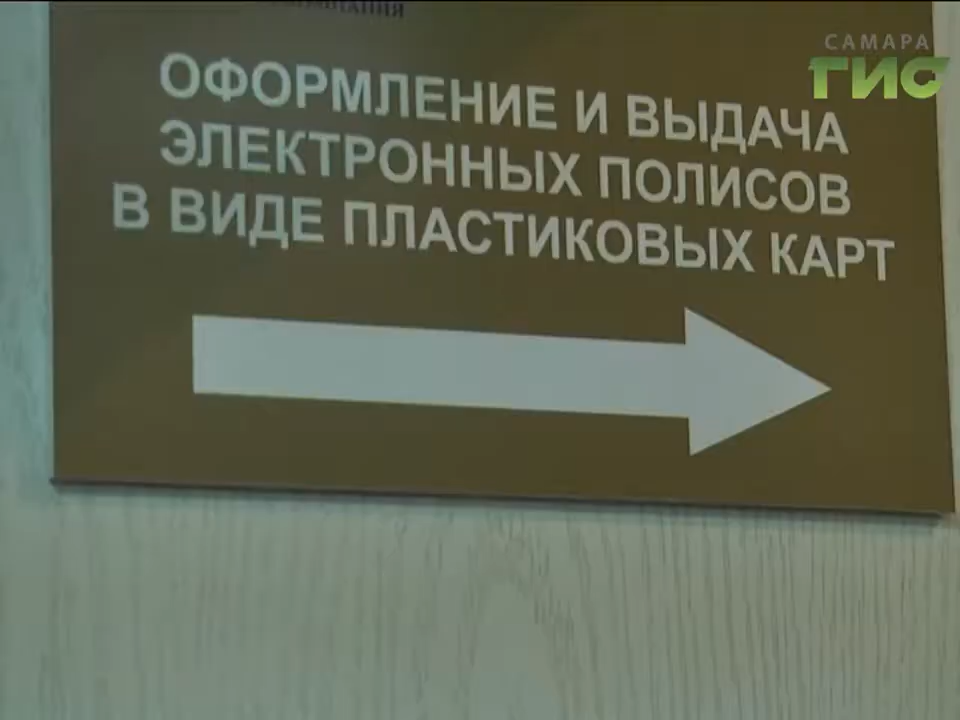 САМАРА
ГИС
ОФОРМЛЕНИЕ И ВЫДАЧА
ЭЛЕКТРОННЫХ ПОЛИСОВ
В ВИДЕ ПЛАСТИКОВЫХ КАРТ